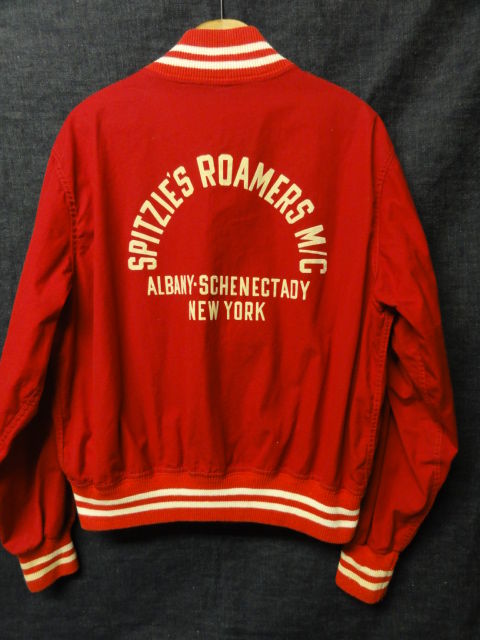 SPITZIE'S ROAMERS M/C
ALBANY-SCHENECTADY
NEW YORK